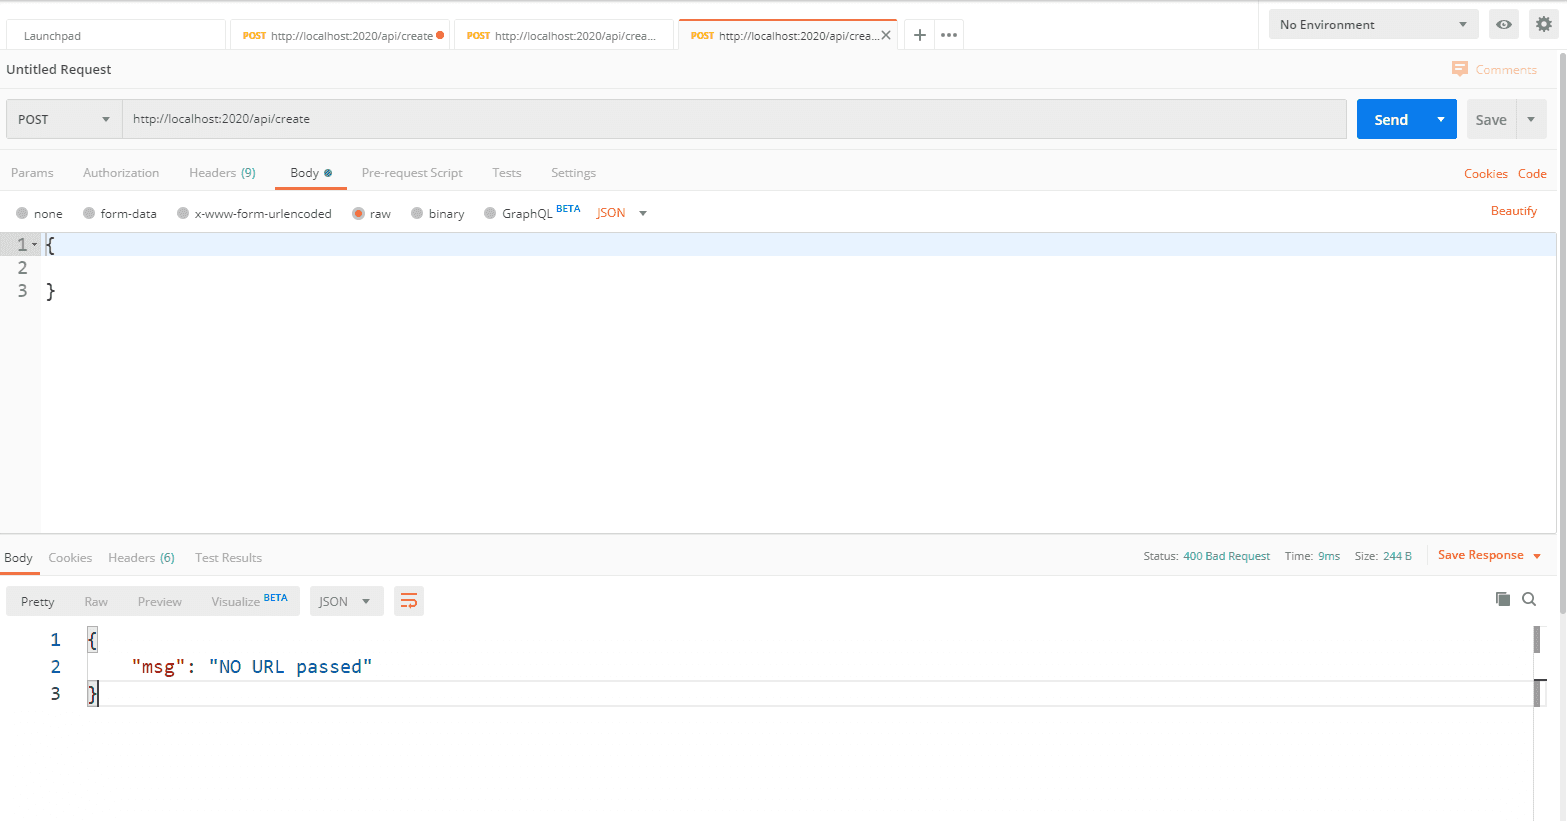 Launchpad
POST http://localhost:2020/api/create
POST http://localhost:2020/api/crea...
POST http://localhost:2020/api/crea...
No Environment
Untitled Request
Comments
POST
http://localhost:2020/api/create
Send
Save
Params
Authorization
Headers (9)
Body
Pre-request Script
Tests
Settings
Cookies
Code
none
form-data
x-www-form-urlencoded
raw
binary
GraphQL BETA
JSON
Beautify
1 {
2
3 }
Body
Cookies
Headers (6)
Test Results
Status: 400 Bad Request
Time: 9ms
Size: 244 B
Save Response
Pretty
Raw
Preview
Visualize BETA
JSON
1 {
2 "msg": "NO URL passed"
3 }